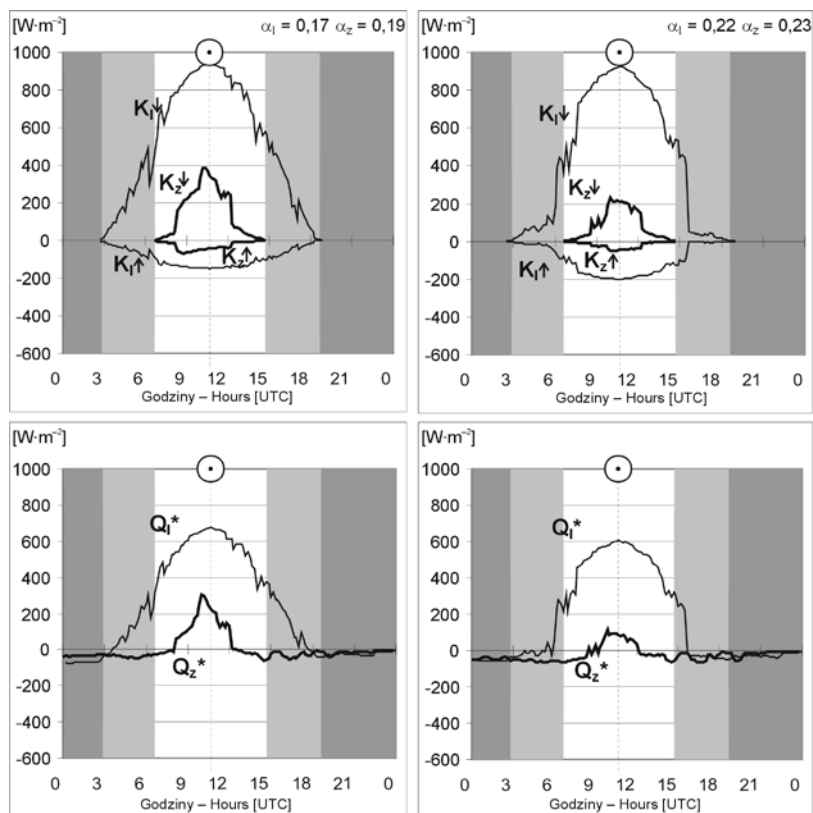 [W·m⁻²]
αₗ = 0,17 α_z = 0,19
1000
800
600
400
200
0
-200
-400
-600
Kₗ↓
K_z↓
Kₗ↑
K_z↑
0 3 6 9 12 15 18 21 0
Godziny – Hours [UTC]
[W·m⁻²]
αₗ = 0,22 α_z = 0,23
1000
800
600
400
200
0
-200
-400
-600
Kₗ↓
K_z↓
Kₗ↑
K_z↑
0 3 6 9 12 15 18 21 0
Godziny – Hours [UTC]
[W·m⁻²]
1000
800
600
400
200
0
-200
-400
-600
Qₗ*
Q_z*
0 3 6 9 12 15 18 21 0
Godziny – Hours [UTC]
[W·m⁻²]
1000
800
600
400
200
0
-200
-400
-600
Qₗ*
Q_z*
0 3 6 9 12 15 18 21 0
Godziny – Hours [UTC]